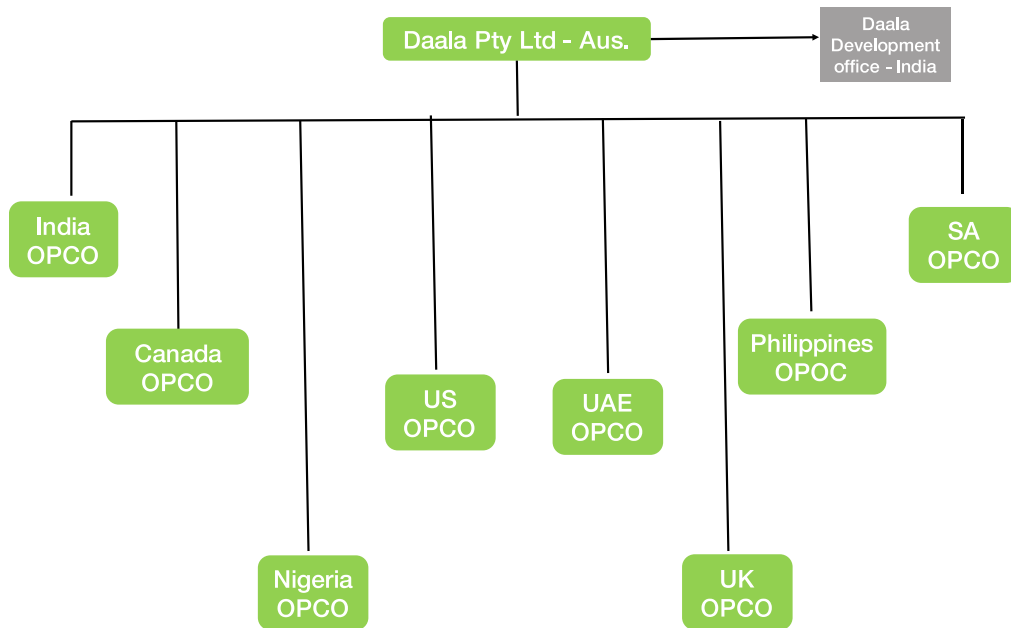 Daala Pty Ltd - Aus.
Daala
Development
office - India
India
OPCO
SA
OPCO
Canada
OPCO
Philippines
OPOC
US
OPCO
UAE
OPCO
Nigeria
OPCO
UK
OPCO